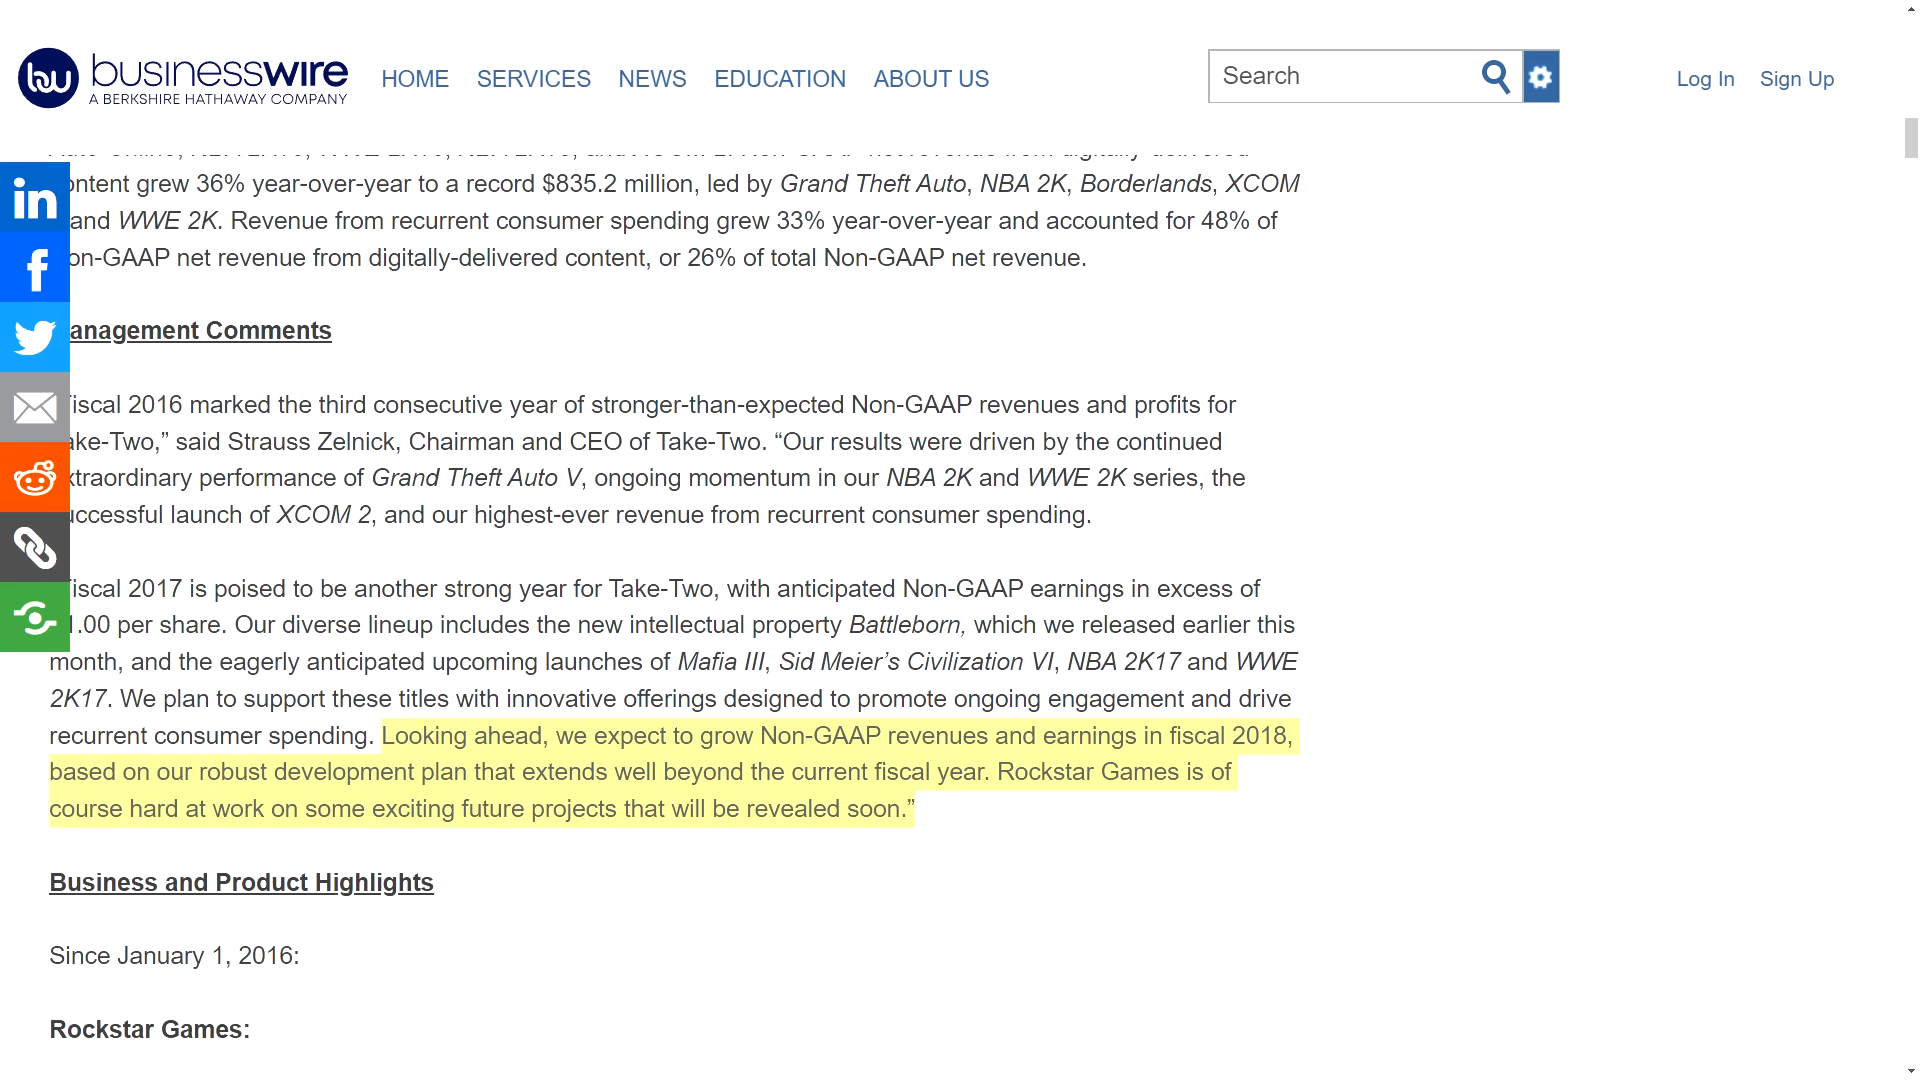 bw businesswire
A BERKSHIRE HATHAWAY COMPANY
HOME SERVICES NEWS EDUCATION ABOUT US
Search
Log In Sign Up
grew 36% year-over-year to a record $835.2 million, led by Grand Theft Auto, NBA 2K, Borderlands, XCOM
and WWE 2K. Revenue from recurrent consumer spending grew 33% year-over-year and accounted for 48% of
on-GAAP net revenue from digitally-delivered content, or 26% of total Non-GAAP net revenue.
anagement Comments
iscal 2016 marked the third consecutive year of stronger-than-expected Non-GAAP revenues and profits for
ake-Two,” said Strauss Zelnick, Chairman and CEO of Take-Two. “Our results were driven by the continued
xtraordinary performance of Grand Theft Auto V, ongoing momentum in our NBA 2K and WWE 2K series, the
uccessful launch of XCOM 2, and our highest-ever revenue from recurrent consumer spending.
iscal 2017 is poised to be another strong year for Take-Two, with anticipated Non-GAAP earnings in excess of
1.00 per share. Our diverse lineup includes the new intellectual property Battleborn, which we released earlier this
month, and the eagerly anticipated upcoming launches of Mafia III, Sid Meier’s Civilization VI, NBA 2K17 and WWE
2K17. We plan to support these titles with innovative offerings designed to promote ongoing engagement and drive
recurrent consumer spending. Looking ahead, we expect to grow Non-GAAP revenues and earnings in fiscal 2018,
based on our robust development plan that extends well beyond the current fiscal year. Rockstar Games is of
course hard at work on some exciting future projects that will be revealed soon.”
Business and Product Highlights
Since January 1, 2016:
Rockstar Games: